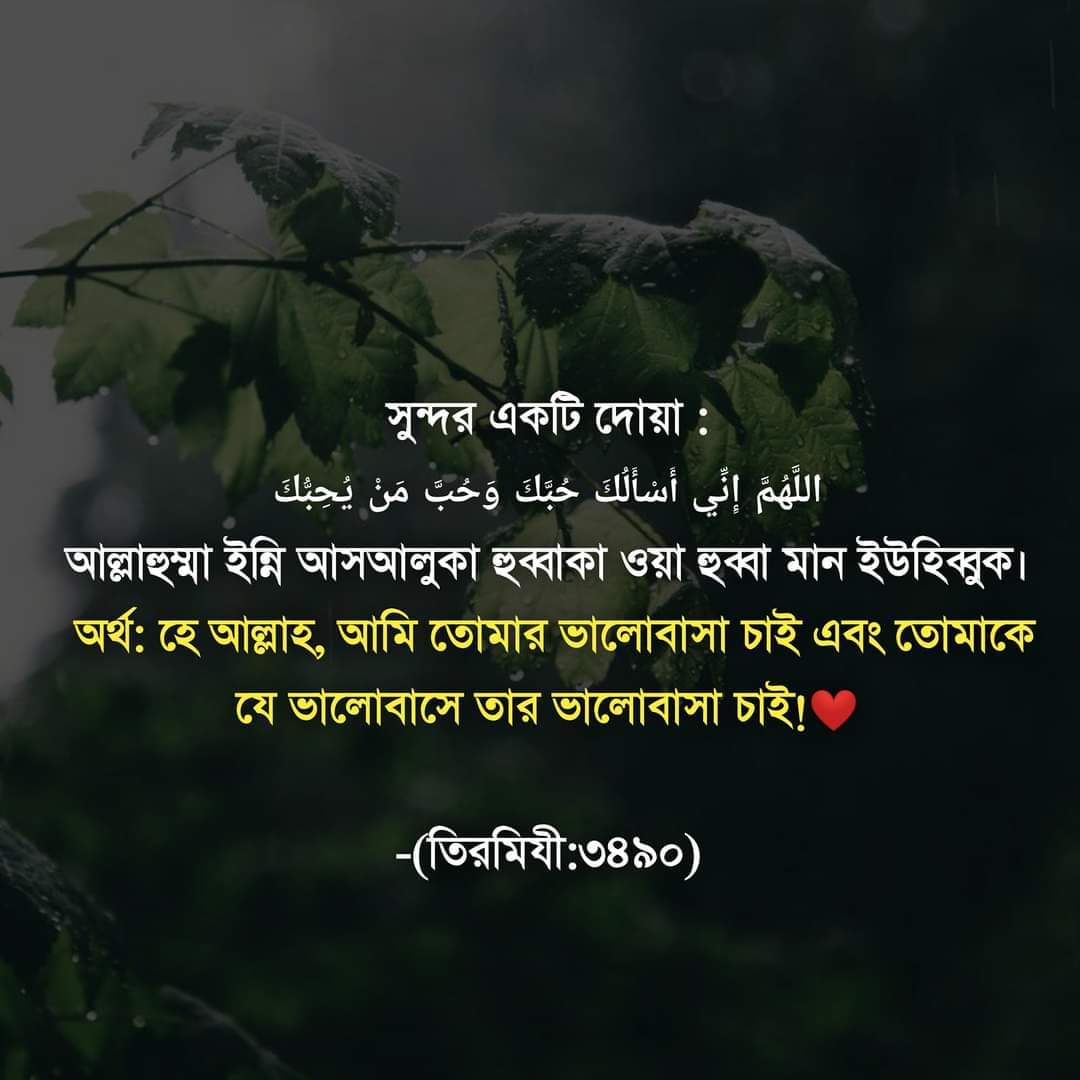 সুন্দর একটি দোয়া :
اللَّهُمَّ إِنِّي أَسْأَلُكَ حُبَّكَ وَحُبَّ مَنْ يُحِبُّكَ
আল্লাহুম্মা ইন্নি আসআলুকা হুব্বাকা ওয়া হুব্বা মান ইউহিব্বুক।
অর্থ: হে আল্লাহ, আমি তোমার ভালোবাসা চাই এবং তোমাকে
যে ভালোবাসে তার ভালোবাসা চাই!❤️
-(তিরমিযী:৩৪৯০)